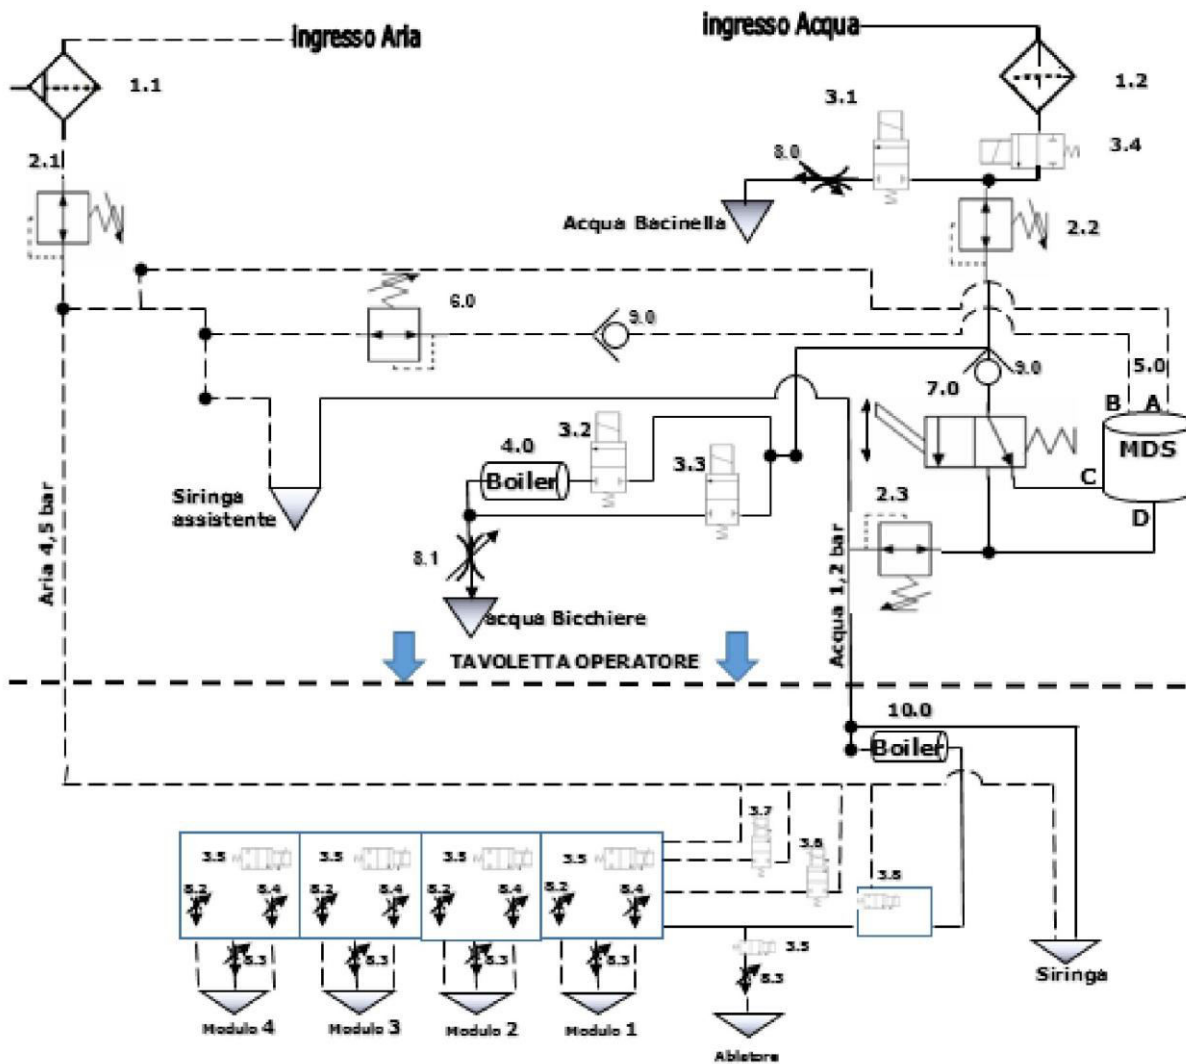 ingresso Aria
ingresso Acqua
1.1
1.2
3.1
3.4
2.1
8.0
Acqua Bacinella
2.2
6.0
9.0
9.0
5.0
7.0
B A
MDS
C
D
3.2
4.0
Boiler
3.3
2.3
Siringa
assistente
8.1
Aria 4,5 bar
Acqua 1,2 bar
acqua Bicchiere
TAVOLETTA OPERATORE
10.0
Boiler
3.7
3.6
3.5
3.5
3.5
3.5
3.8
8.2
8.4
8.2
8.4
8.2
8.4
8.2
8.4
3.5
8.3
8.3
8.3
8.3
8.3
Siringa
Modulo 4
Modulo 3
Modulo 2
Modulo 1
Ablatore